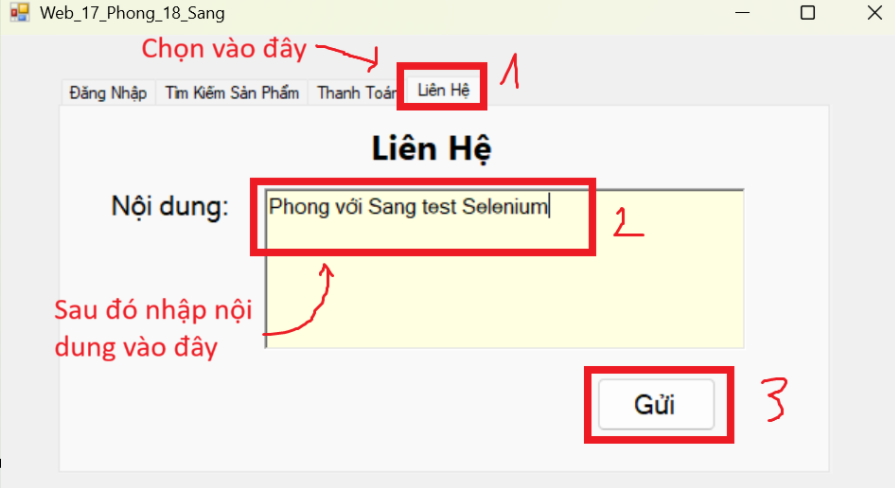 Web_17_Phong_18_Sang
Chọn vào đây
1
Đăng Nhập Tìm Kiếm Sản Phẩm Thanh Toán Liên Hệ
Liên Hệ
Nội dung: Phong với Sang test Selenium
2
Sau đó nhập nội
dung vào đây
Gửi
3